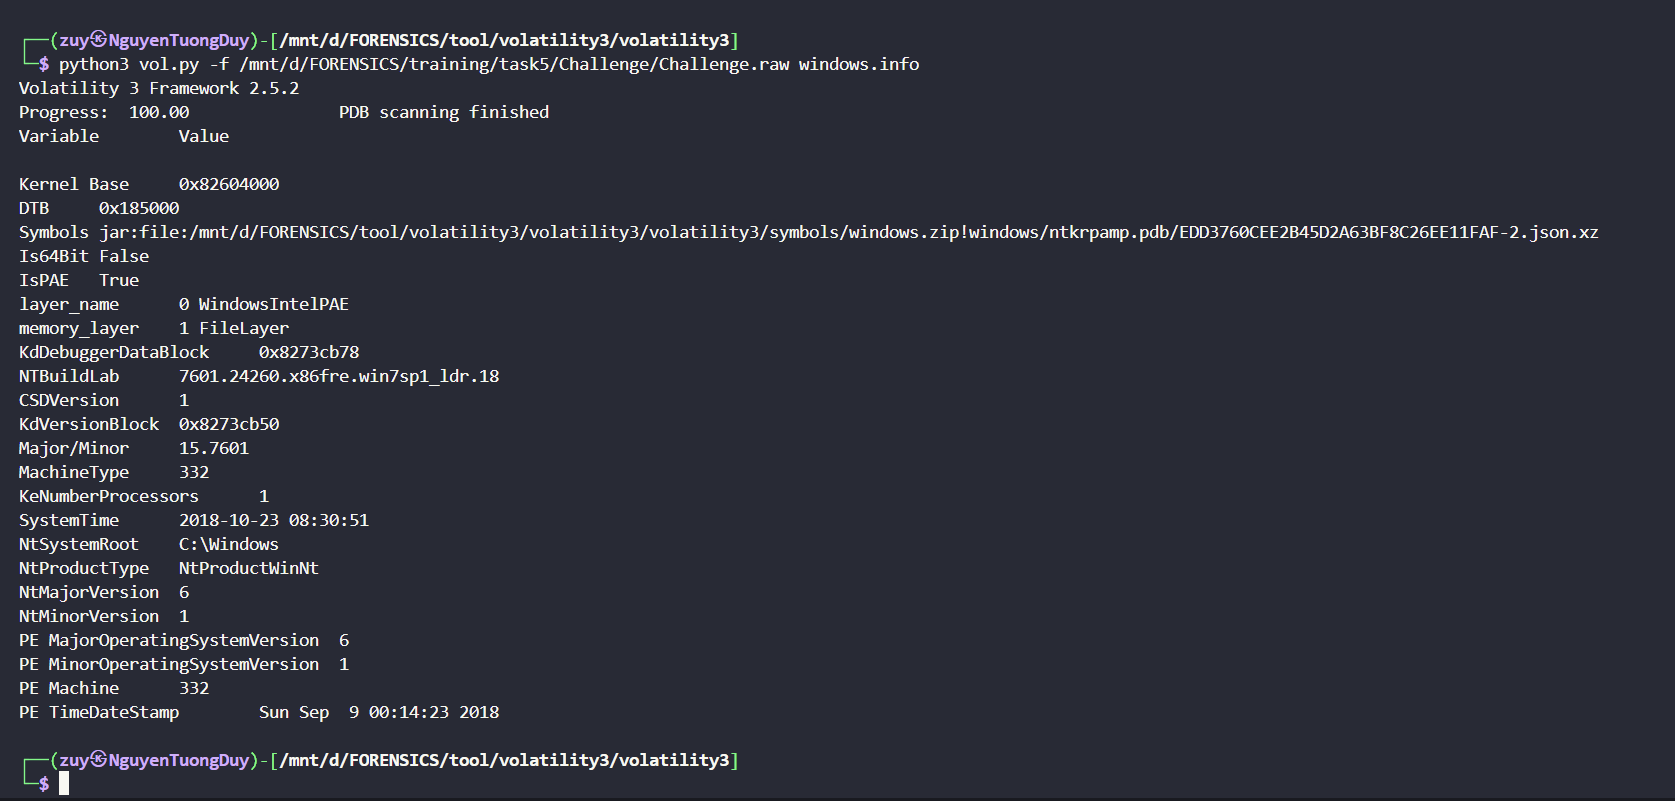 ┌──(zuy㉿NguyenTuongDuy)-[/mnt/d/FORENSICS/tool/volatility3/volatility3]
└─$ python3 vol.py -f /mnt/d/FORENSICS/training/task5/Challenge/Challenge.raw windows.info
Volatility 3 Framework 2.5.2
Progress:  100.00               PDB scanning finished
Variable        Value
Kernel Base     0x82604000
DTB     0x185000
Symbols jar:file:/mnt/d/FORENSICS/tool/volatility3/volatility3/volatility3/symbols/windows.zip!windows/ntkrpamp.pdb/EDD3760CEE2B45D2A63BF8C26EE11FAF-2.json.xz
Is64Bit False
IsPAE   True
layer_name      0 WindowsIntelPAE
memory_layer    1 FileLayer
KdDebuggerDataBlock     0x8273cb78
NTBuildLab      7601.24260.x86fre.win7sp1_ldr.18
CSDVersion      1
KdVersionBlock  0x8273cb50
Major/Minor     15.7601
MachineType     332
KeNumberProcessors      1
SystemTime      2018-10-23 08:30:51
NtSystemRoot    C:\Windows
NtProductType   NtProductWinNt
NtMajorVersion  6
NtMinorVersion  1
PE MajorOperatingSystemVersion  6
PE MinorOperatingSystemVersion  1
PE Machine      332
PE TimeDateStamp        Sun Sep  9 00:14:23 2018
┌──(zuy㉿NguyenTuongDuy)-[/mnt/d/FORENSICS/tool/volatility3/volatility3]
└─$